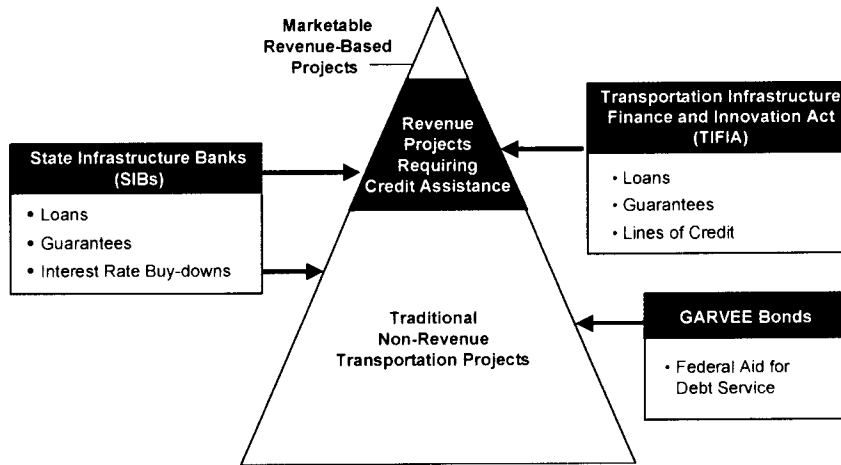 Marketable
Revenue-Based
Projects
Revenue
Projects
Requiring
Credit Assistance
Transportation Infrastructure
Finance and Innovation Act
(TIFIA)
• Loans
• Guarantees
• Lines of Credit
State Infrastructure Banks
(SIBs)
• Loans
• Guarantees
• Interest Rate Buy-downs
Traditional
Non-Revenue
Transportation Projects
GARVEE Bonds
• Federal Aid for
Debt Service